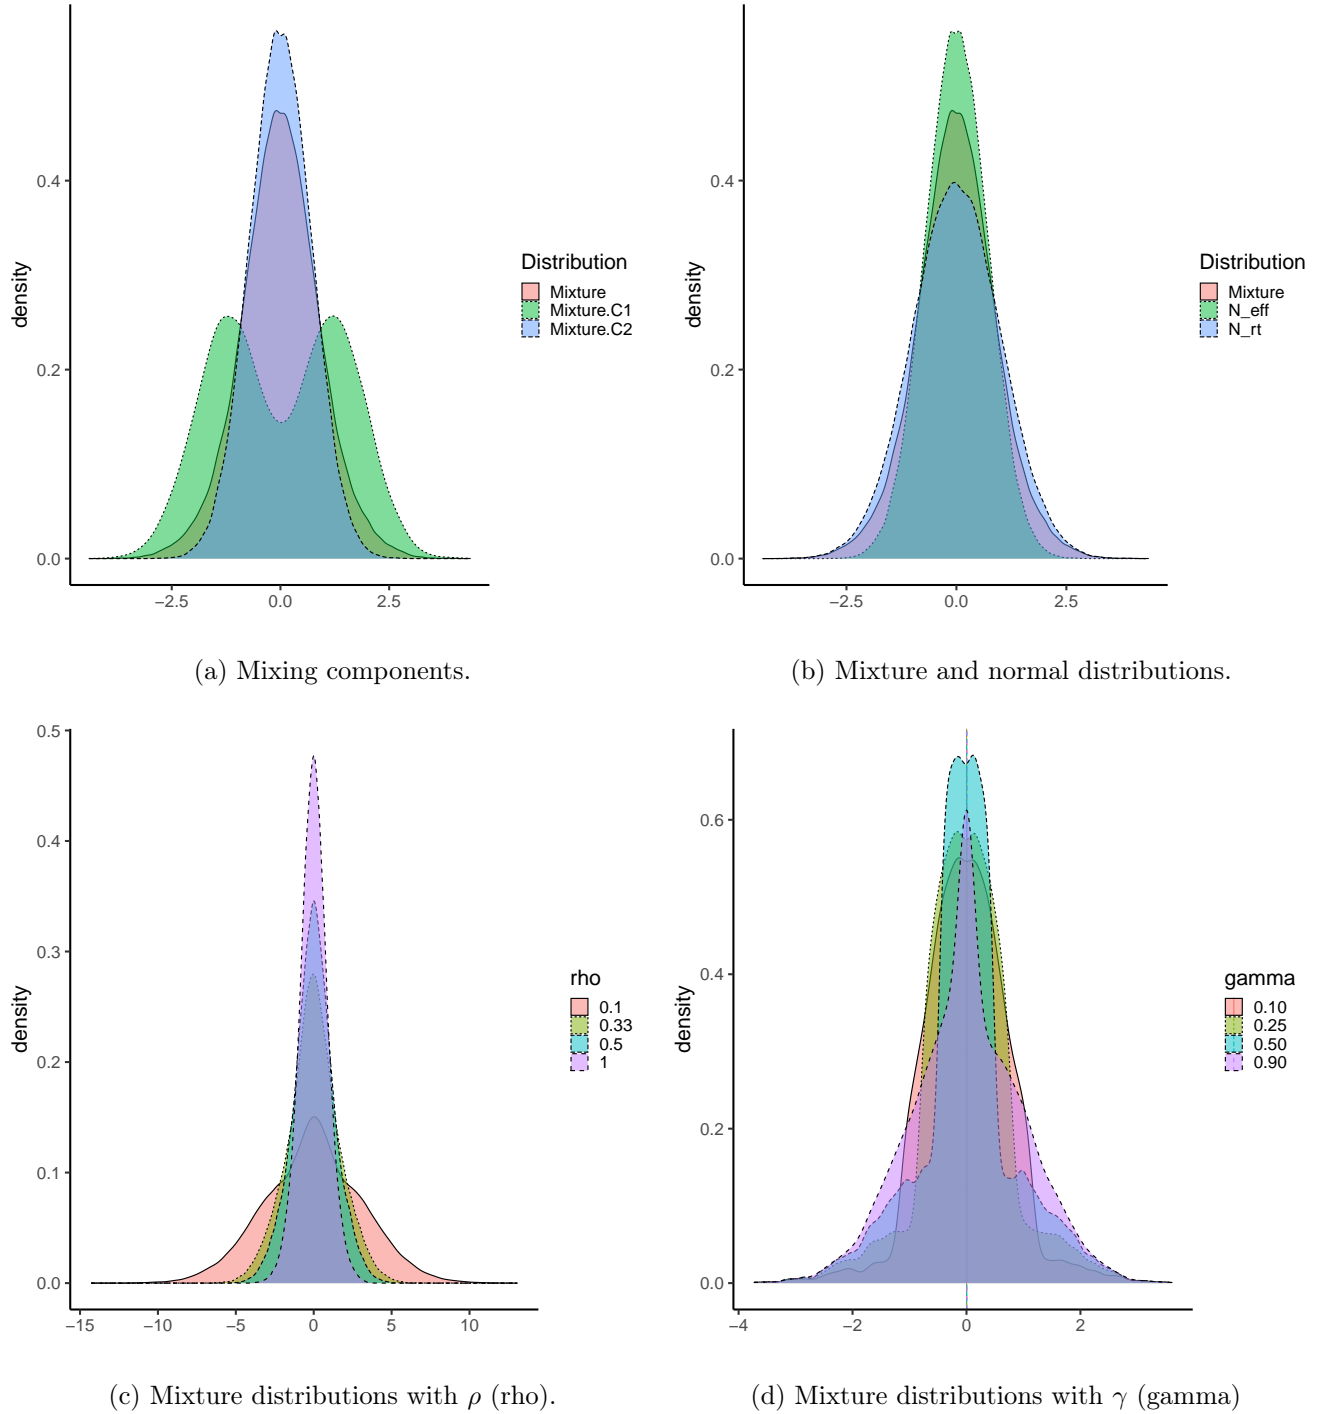 density
0.4
0.2
0.0
−2.5 0.0 2.5
Distribution
Mixture
Mixture.C1
Mixture.C2
(a) Mixing components.
density
0.4
0.2
0.0
−2.5 0.0 2.5
Distribution
Mixture
N_eff
N_rt
(b) Mixture and normal distributions.
density
0.5
0.4
0.3
0.2
0.1
0.0
−15 −10 −5 0 5 10
rho
0.1
0.33
0.5
1
(c) Mixture distributions with ρ (rho).
density
0.6
0.4
0.2
0.0
−4 −2 0 2
gamma
0.10
0.25
0.50
0.90
(d) Mixture distributions with γ (gamma)